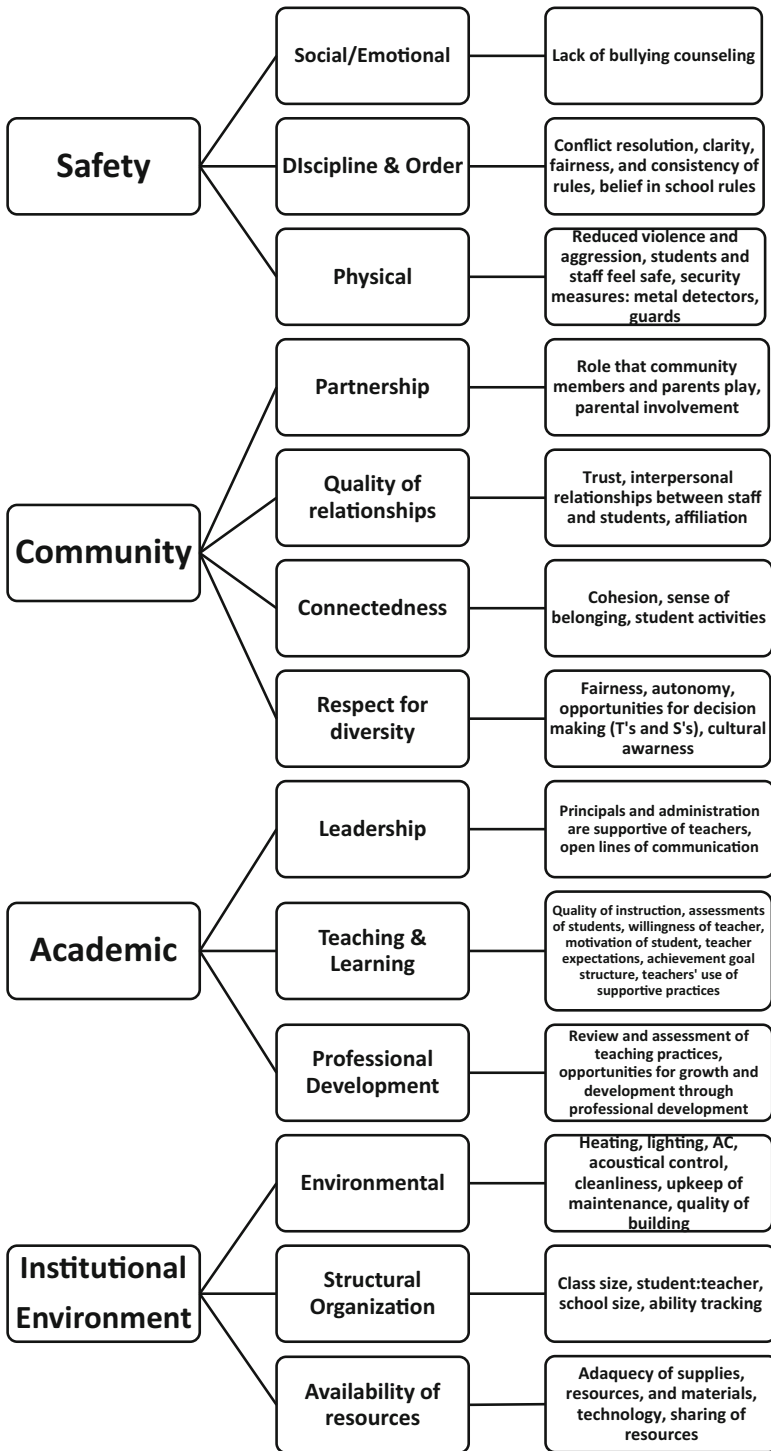 Safety
Social/Emotional
Lack of bullying counseling
DIscipline & Order
Conflict resolution, clarity,
fairness, and consistency of
rules, belief in school rules
Physical
Reduced violence and
aggression, students and
staff feel safe, security
measures: metal detectors,
guards
Community
Partnership
Role that community
members and parents play,
parental involvement
Quality of
relationships
Trust, interpersonal
relationships between staff
and students, affiliation
Connectedness
Cohesion, sense of
belonging, student activities
Respect for
diversity
Fairness, autonomy,
opportunities for decision
making (T's and S's), cultural
awarness
Academic
Leadership
Principals and administration
are supportive of teachers,
open lines of communication
Teaching &
Learning
Quality of instruction, assessments
of students, willingness of teacher,
motivation of student, teacher
expectations, achievement goal
structure, teachers' use of
supportive practices
Professional
Development
Review and assessment of
teaching practices,
opportunities for growth and
development through
professional development
Institutional
Environment
Environmental
Heating, lighting, AC,
acoustical control,
cleanliness, upkeep of
maintenance, quality of
building
Structural
Organization
Class size, student:teacher,
school size, ability tracking
Availability of
resources
Adaquecy of supplies,
resources, and materials,
technology, sharing of
resources